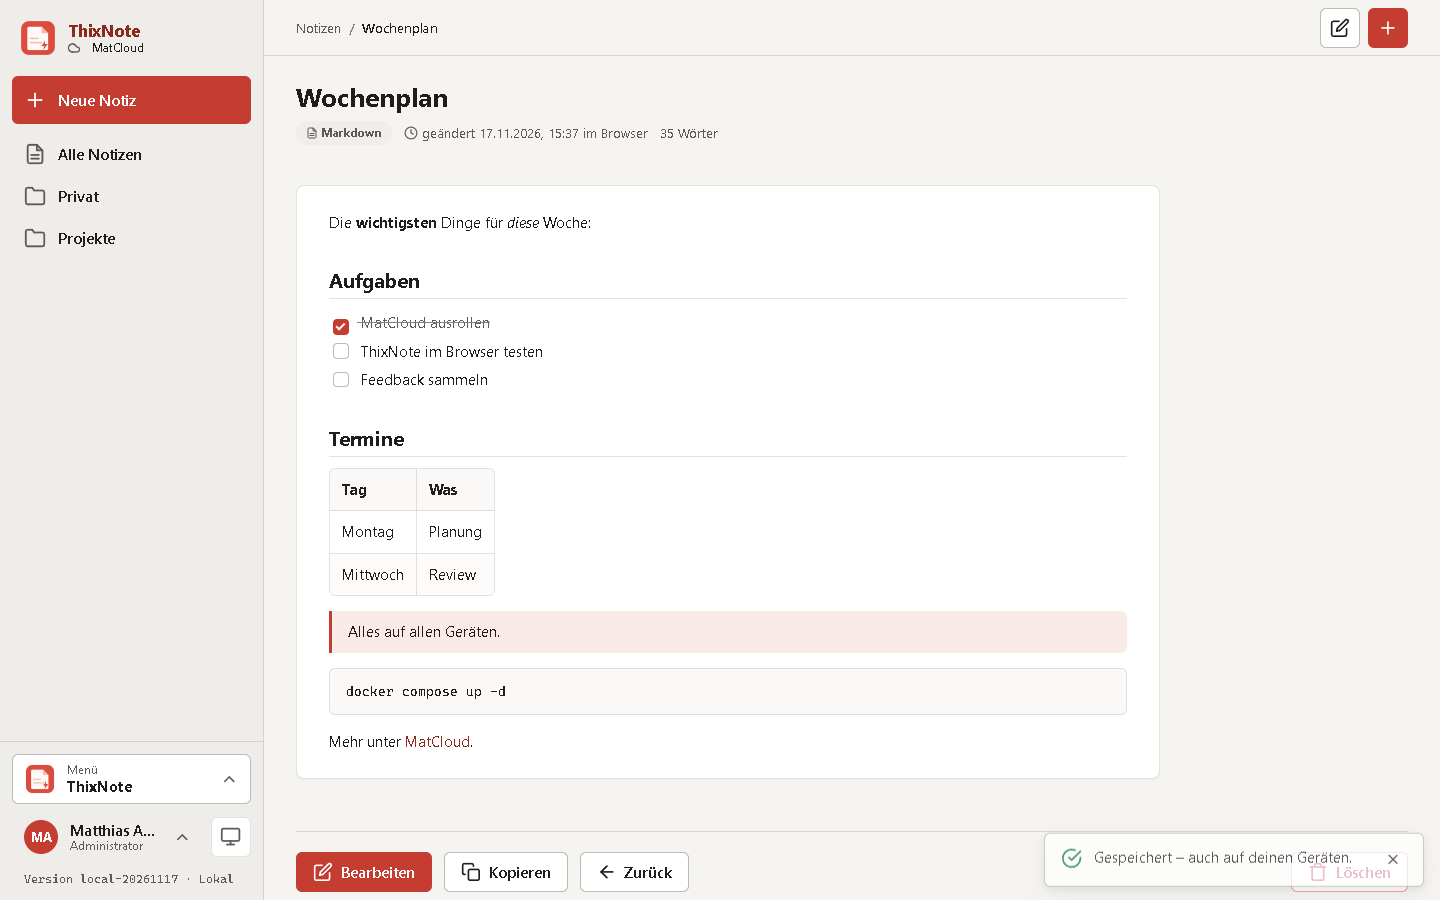 ThixNote
MatCloud
Neue Notiz
Alle Notizen
Privat
Projekte
Menü
ThixNote
MA
Matthias A...
Administrator
Version local-20261117 · Lokal
Notizen / Wochenplan
Wochenplan
Markdown
geändert 17.11.2026, 15:37 im Browser
35 Wörter
Die wichtigsten Dinge für diese Woche:
Aufgaben
MatCloud ausrollen
ThixNote im Browser testen
Feedback sammeln
Termine
Tag Was
Montag Planung
Mittwoch Review
Alles auf allen Geräten.
docker compose up -d
Mehr unter MatCloud.
Bearbeiten
Kopieren
Zurück
Gespeichert – auch auf deinen Geräten.
Löschen